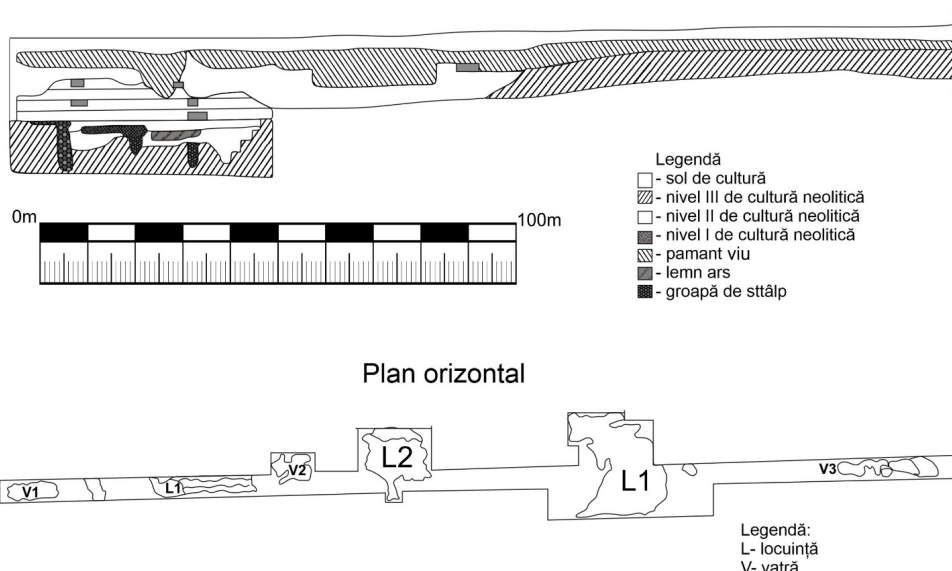 Legendă
- sol de cultură
- nivel III de cultură neolitică
- nivel II de cultură neolitică
- nivel I de cultură neolitică
- pamant viu
- lemn ars
- groapă de sttâlp
0m
100m
Plan orizontal
V1
L1
V2
L2
L1
V3
Legendă:
L- locuință
V- vatră